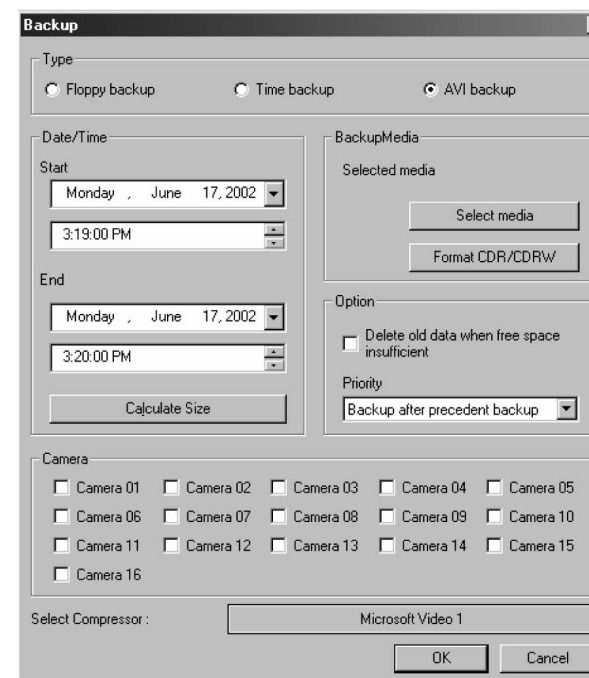 Backup
Type
Floppy backup
Time backup
AVI backup
Date/Time
Start
Monday , June 17, 2002
3:19:00 PM
End
Monday , June 17, 2002
3:20:00 PM
Calculate Size
BackupMedia
Selected media
Select media
Format CDR/CDRW
Option
Delete old data when free space
insufficient
Priority
Backup after precedent backup
Camera
Camera 01 Camera 02 Camera 03 Camera 04 Camera 05
Camera 06 Camera 07 Camera 08 Camera 09 Camera 10
Camera 11 Camera 12 Camera 13 Camera 14 Camera 15
Camera 16
Select Compressor :
Microsoft Video 1
OK
Cancel